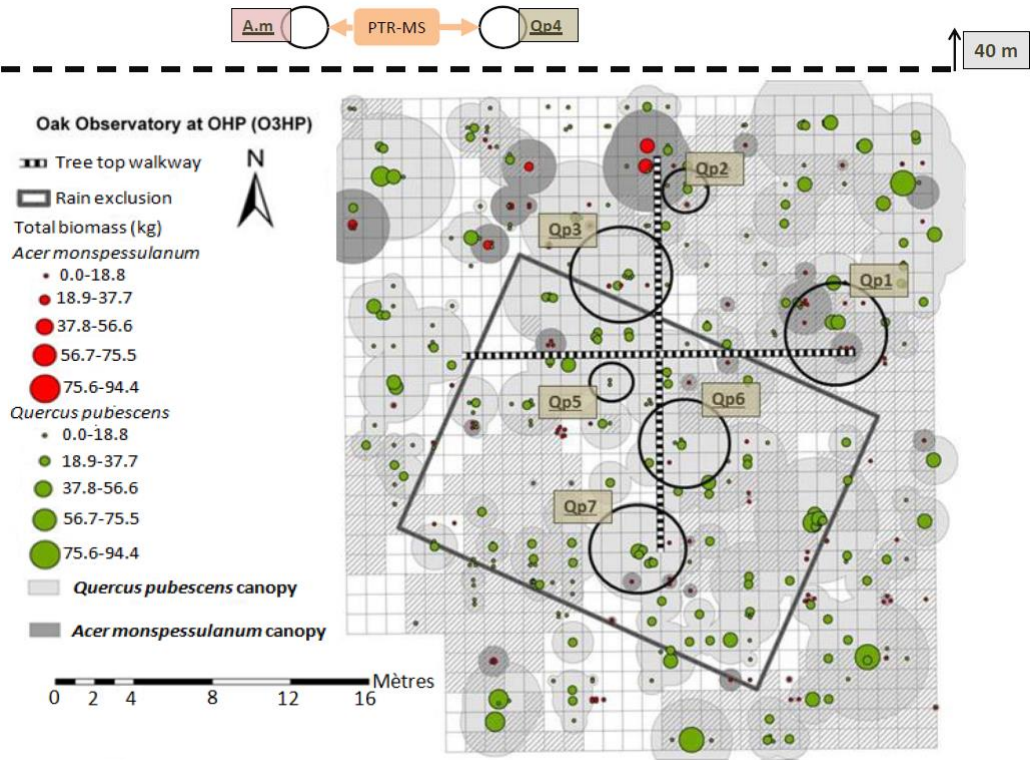 A.m
PTR-MS
Qp4
40 m
Oak Observatory at OHP (O3HP)
Tree top walkway
N
Rain exclusion
Total biomass (kg)
Acer monspessulanum
0.0-18.8
18.9-37.7
37.8-56.6
56.7-75.5
75.6-94.4
Quercus pubescens
0.0-18.8
18.9-37.7
37.8-56.6
56.7-75.5
75.6-94.4
Quercus pubescens canopy
Acer monspessulanum canopy
Mètres
0 2 4 8 12 16
Qp2
Qp3
Qp1
Qp5
Qp6
Qp7